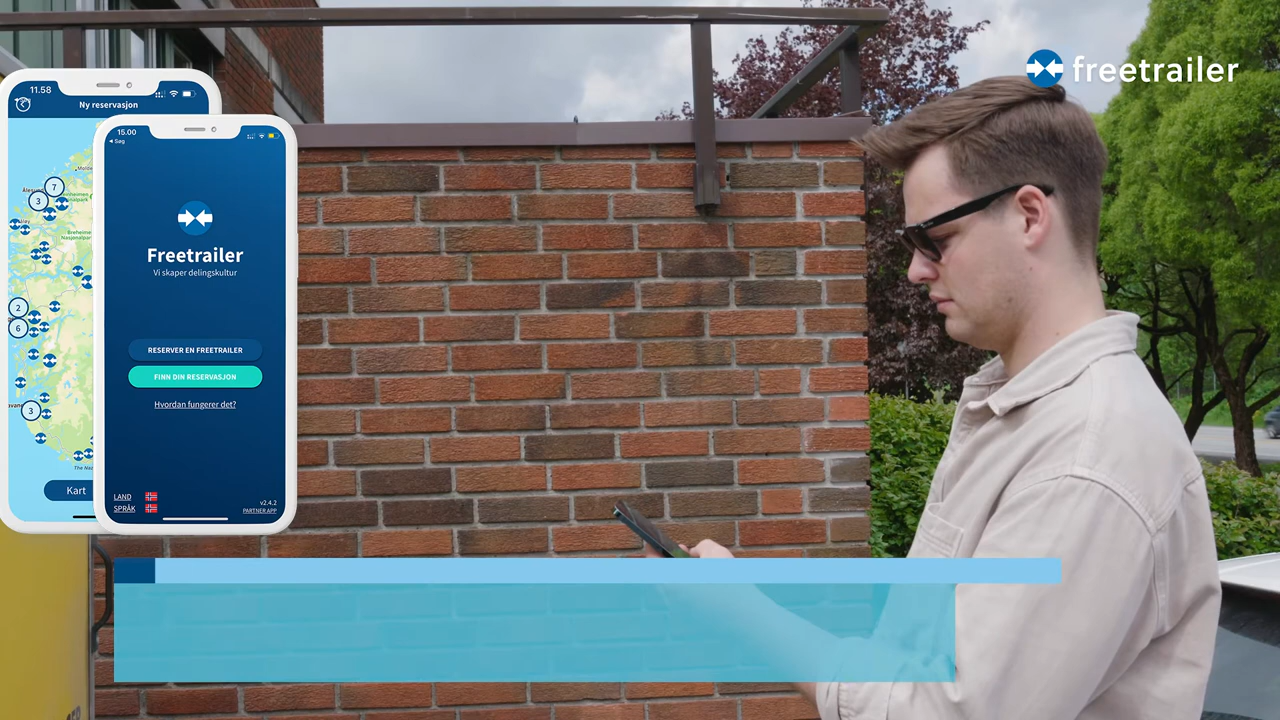 freetrailer
11.58
Ny reservasjon
7
3
2
6
3
Kart
15.00
Søg
Freetrailer
Vi skaper delingskultur
RESERVER EN FREETRAILER
FINN DIN RESERVASJON
Hvordan fungerer det?
LAND
SPRÅK
v2.4.2
PARTNER APP